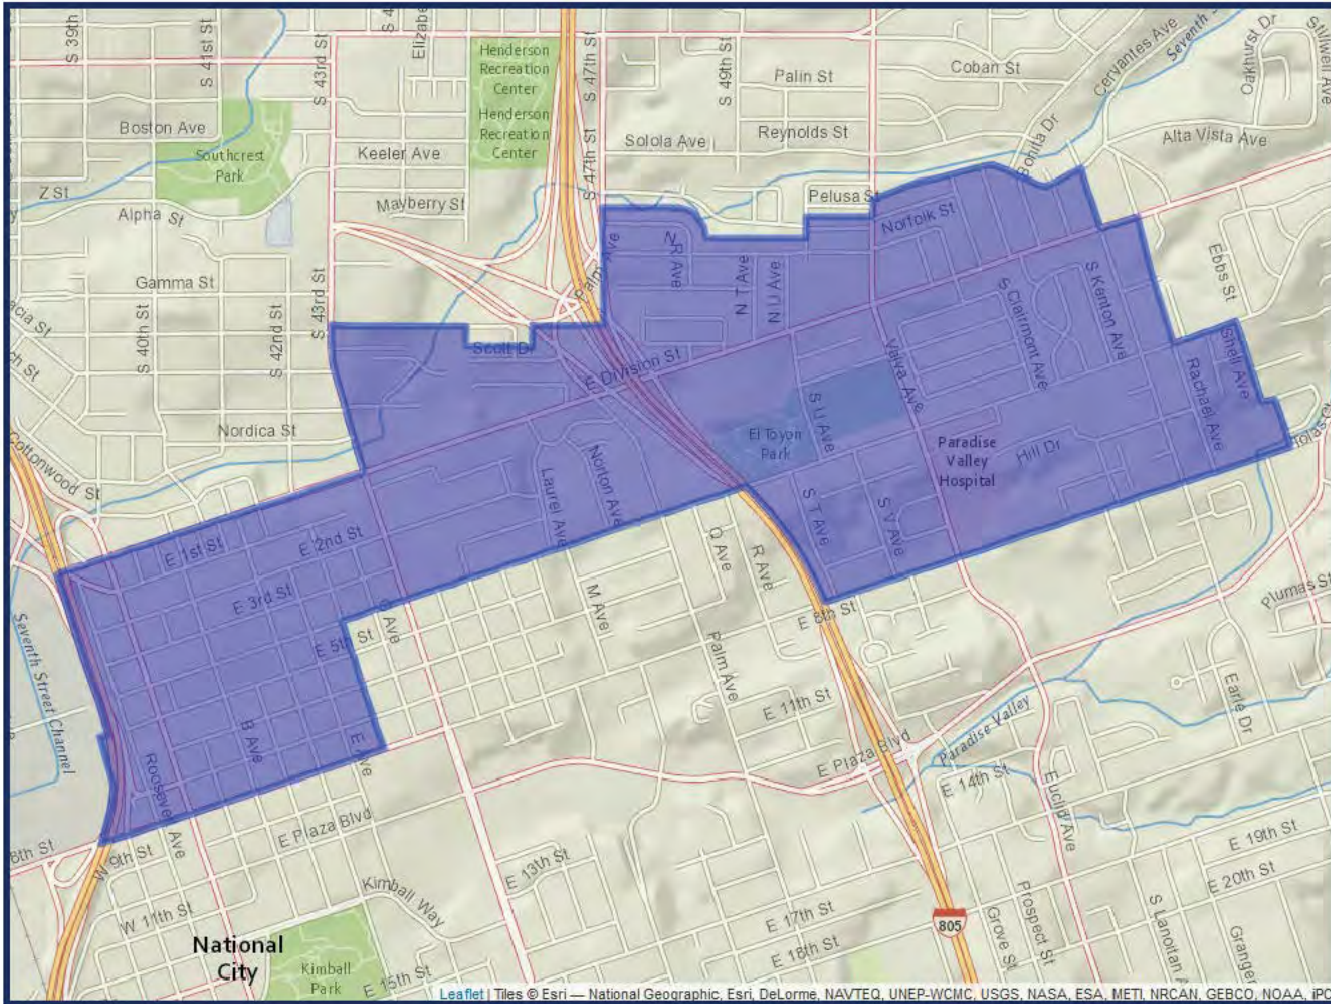 S 39th
S 41st St
S 43rd St
Elizabe
Henderson
Recreation
Center
Henderson
Recreation
Center
S 47th St
S 47th St
S 49th St
Palin St
Coban St
Cervantes Ave
Seventh
Oakhurst Dr
Stilwell Ave
Boston Ave
Southcrest
Park
Keeler Ave
Solola Ave
Reynolds St
Alta Vista Ave
Bonita Dr
Z St
Alpha St
Mayberry St
Pelusa St
Norfolk St
Palm Ave
N R Ave
N T Ave
N U Ave
Gamma St
S 43rd St
S 40th St
S 42nd St
acia St
ch St
Ebbs St
S Kenton Ave
S Clairmont Ave
Scott Dr
E Division St
Valva Ave
Rachael Ave
Shell Ave
Nordica St
Cottonwood St
El Toyon
Park
S U Ave
Paradise
Valley
Hospital
Hill Dr
Laurel Ave
Norton Ave
S T Ave
S V Ave
E 1st St
E 2nd St
E 3rd St
E 5th St
M Ave
Q Ave
R Ave
E 8th St
Plumas St
Seventh Street Channel
Palm Ave
E 11th St
Earle Dr
B Ave
E Ave
Roosevelt Ave
E Plaza Blvd
Paradise Valley
E 14th St
Euclid Ave
E Plaza Blvd
W 9th St
E 13th St
E 19th St
E 20th St
Kimball Way
W 11th St
E 17th St
E 18th St
805
Grove St
Prospect St
S Lanoitan
Granger
National
City
Kimball
Park
E 15th St
Leaflet | Tiles © Esri — National Geographic, Esri, DeLorme, NAVTEQ, UNEP-WCMC, USGS, NASA, ESA, METI, NRCAN, GEBCO, NOAA, iPC